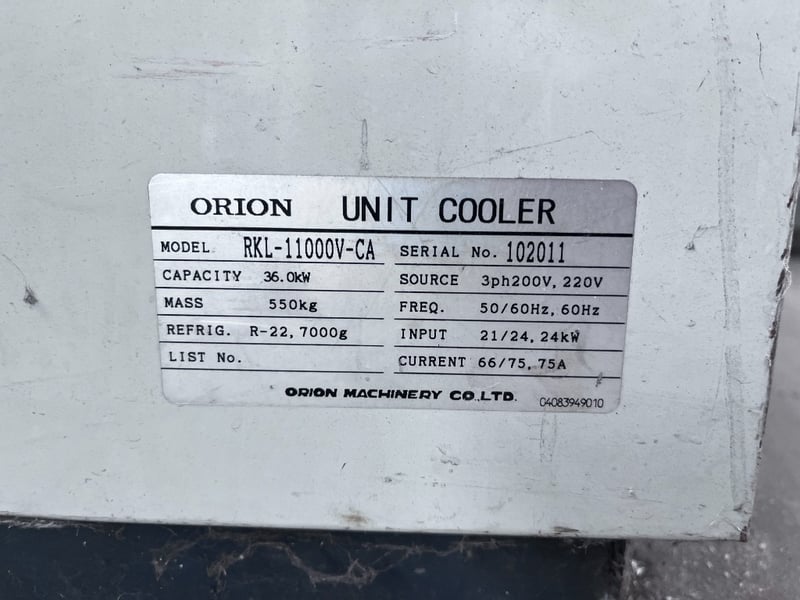 ORION UNIT COOLER
MODEL RKL-11000V-CA SERIAL No. 102011
CAPACITY 36.0kW SOURCE 3ph200V, 220V
MASS 550kg FREQ. 50/60Hz, 60Hz
REFRIG. R-22, 7000g INPUT 21/24, 24kW
LIST No. CURRENT 66/75, 75A
ORION MACHINERY CO.,LTD. 04083949010